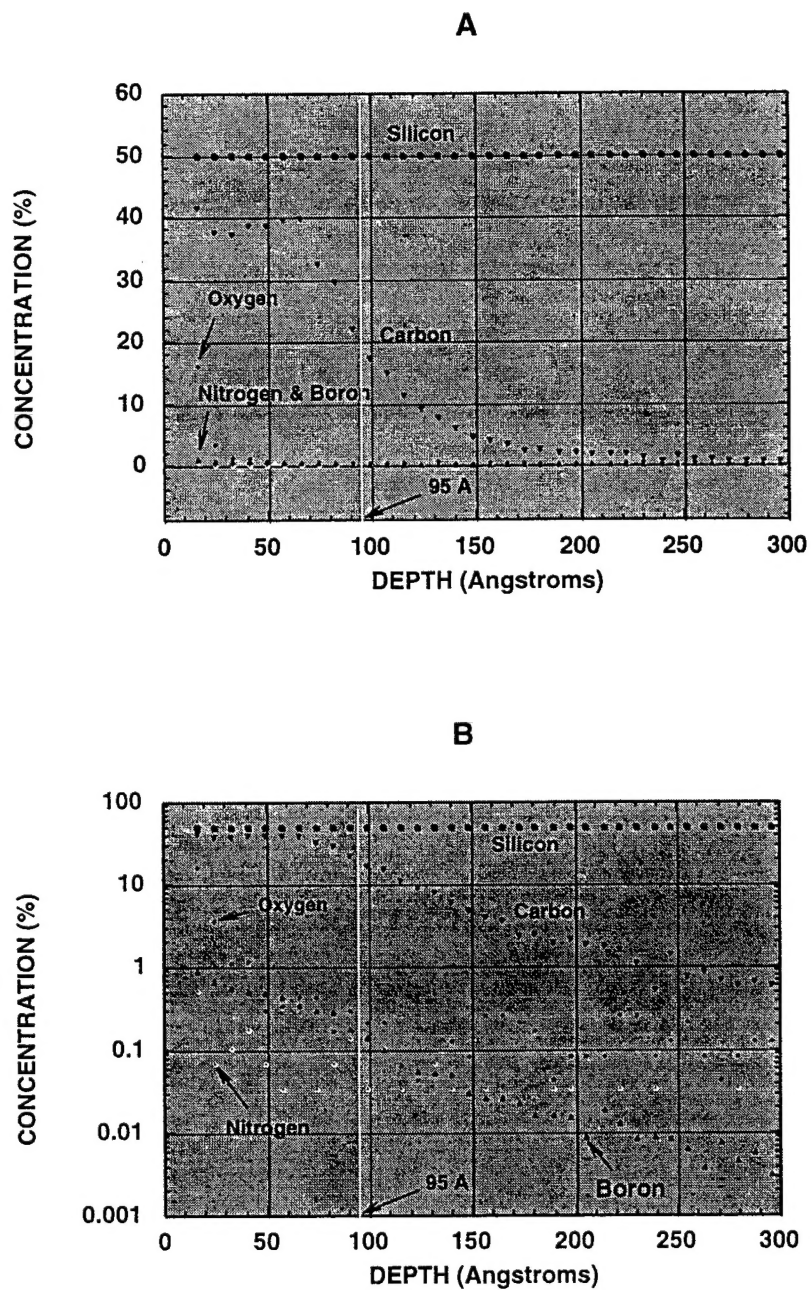 A
CONCENTRATION (%)
60
50
40
30
20
10
0
Silicon
Oxygen
Carbon
Nitrogen & Boron
95 A
0 50 100 150 200 250 300
DEPTH (Angstroms)
B
CONCENTRATION (%)
100
10
1
0.1
0.01
0.001
Silicon
Oxygen
Carbon
Nitrogen
95 A
Boron
0 50 100 150 200 250 300
DEPTH (Angstroms)